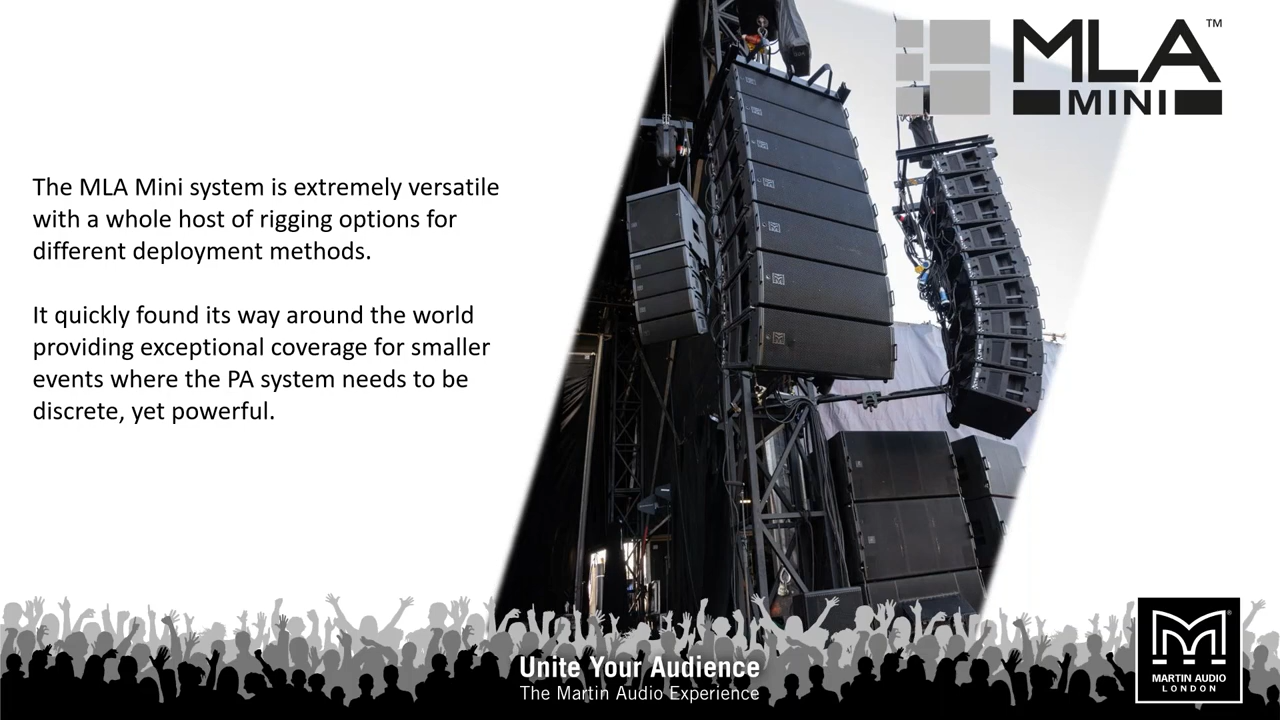 MLA™
MINI
The MLA Mini system is extremely versatile
with a whole host of rigging options for
different deployment methods.
It quickly found its way around the world
providing exceptional coverage for smaller
events where the PA system needs to be
discrete, yet powerful.
Unite Your Audience
The Martin Audio Experience
MARTIN AUDIO
LONDON